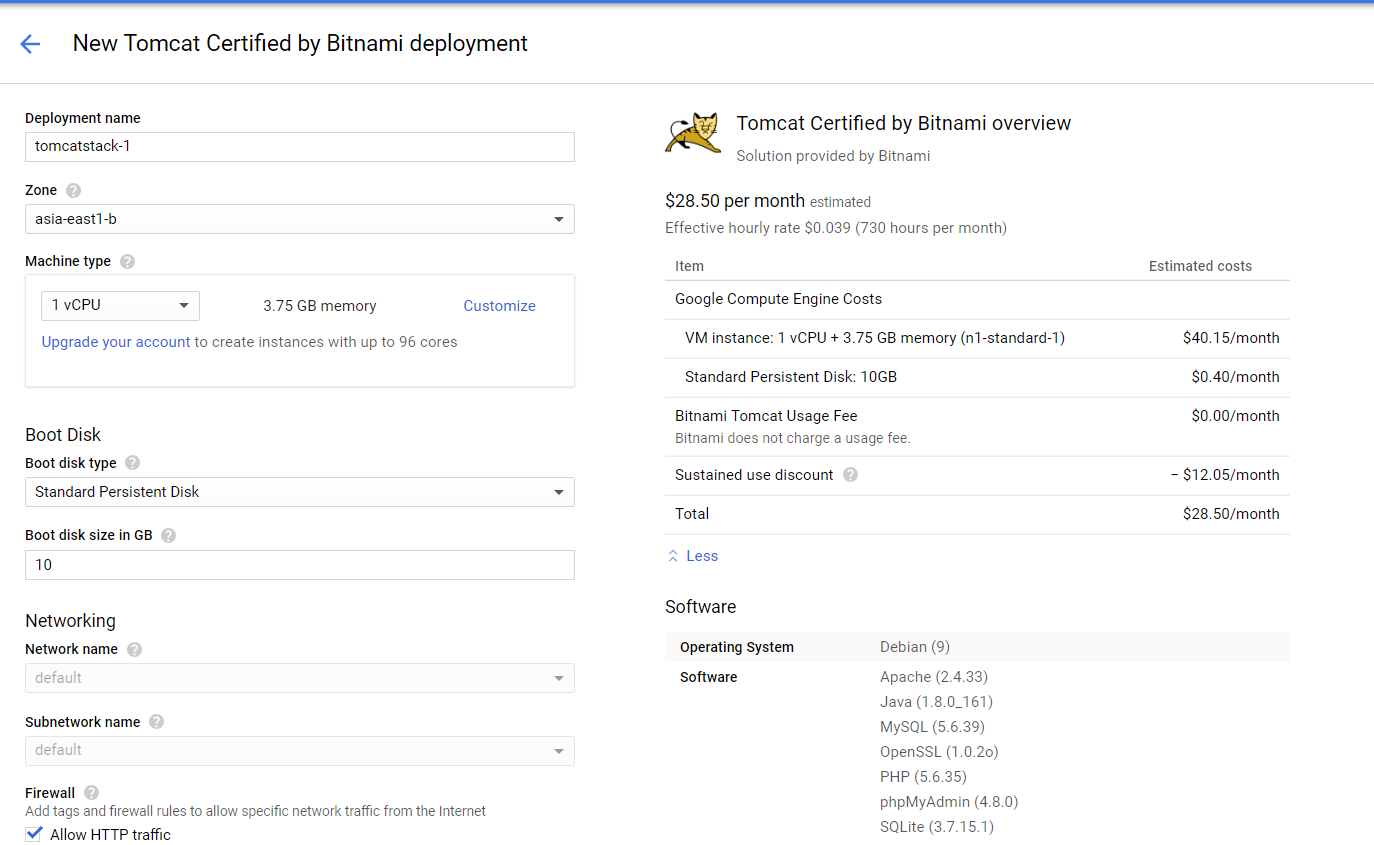 New Tomcat Certified by Bitnami deployment
Deployment name
tomcatstack-1
Zone ?
asia-east1-b
Machine type ?
1 vCPU 3.75 GB memory Customize
Upgrade your account to create instances with up to 96 cores
Boot Disk
Boot disk type ?
Standard Persistent Disk
Boot disk size in GB ?
10
Networking
Network name ?
default
Subnetwork name ?
default
Firewall ?
Add tags and firewall rules to allow specific network traffic from the Internet
Allow HTTP traffic
Tomcat Certified by Bitnami overview
Solution provided by Bitnami
$28.50 per month estimated
Effective hourly rate $0.039 (730 hours per month)
Item Estimated costs
Google Compute Engine Costs
VM instance: 1 vCPU + 3.75 GB memory (n1-standard-1) $40.15/month
Standard Persistent Disk: 10GB $0.40/month
Bitnami Tomcat Usage Fee $0.00/month
Bitnami does not charge a usage fee.
Sustained use discount ? − $12.05/month
Total $28.50/month
Less
Software
Operating System Debian (9)
Software Apache (2.4.33)
Java (1.8.0_161)
MySQL (5.6.39)
OpenSSL (1.0.2o)
PHP (5.6.35)
phpMyAdmin (4.8.0)
SQLite (3.7.15.1)